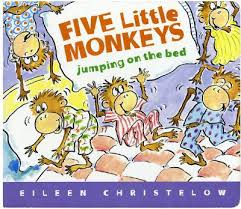 FIVE Little
MONKEYS
jumping on the bed
EILEEN CHRISTELOW